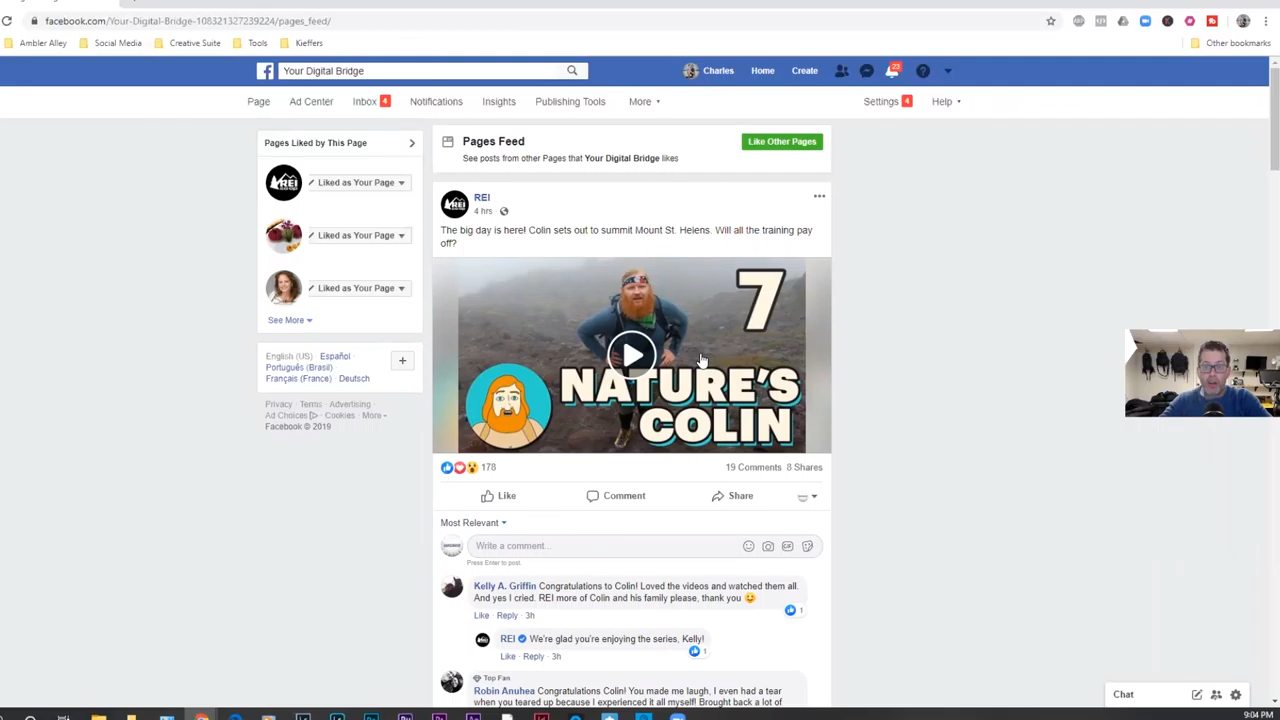 facebook.com/Your-Digital-Bridge-108321327239224/pages_feed/
Ambler Alley Social Media Creative Suite Tools Kieffers Other bookmarks
Your Digital Bridge Charles Home Create 23
Page Ad Center Inbox 4 Notifications Insights Publishing Tools More Settings 4 Help
Pages Liked by This Page
REI
Liked as Your Page
Liked as Your Page
Liked as Your Page
See More
English (US) · Español ·
Português (Brasil) ·
Français (France) · Deutsch
Privacy · Terms · Advertising ·
Ad Choices · Cookies · More
Facebook © 2019
Pages Feed Like Other Pages
See posts from other Pages that Your Digital Bridge likes
REI
4 hrs
The big day is here! Colin sets out to summit Mount St. Helens. Will all the training pay
off?
7
NATURE'S
COLIN
178 19 Comments 8 Shares
Like Comment Share
Most Relevant
Write a comment... GIF
Press Enter to post.
Kelly A. Griffin Congratulations to Colin! Loved the videos and watched them all.
And yes I cried. REI more of Colin and his family please, thank you 😊
1
Like · Reply · 3h
REI We're glad you're enjoying the series, Kelly!
1
Like · Reply · 3h
Top Fan
Robin Anuhea Congratulations Colin! You made me laugh, I even had a tear
when you teared up because I experienced it all myself! Brought back a lot of
Chat
9:04 PM